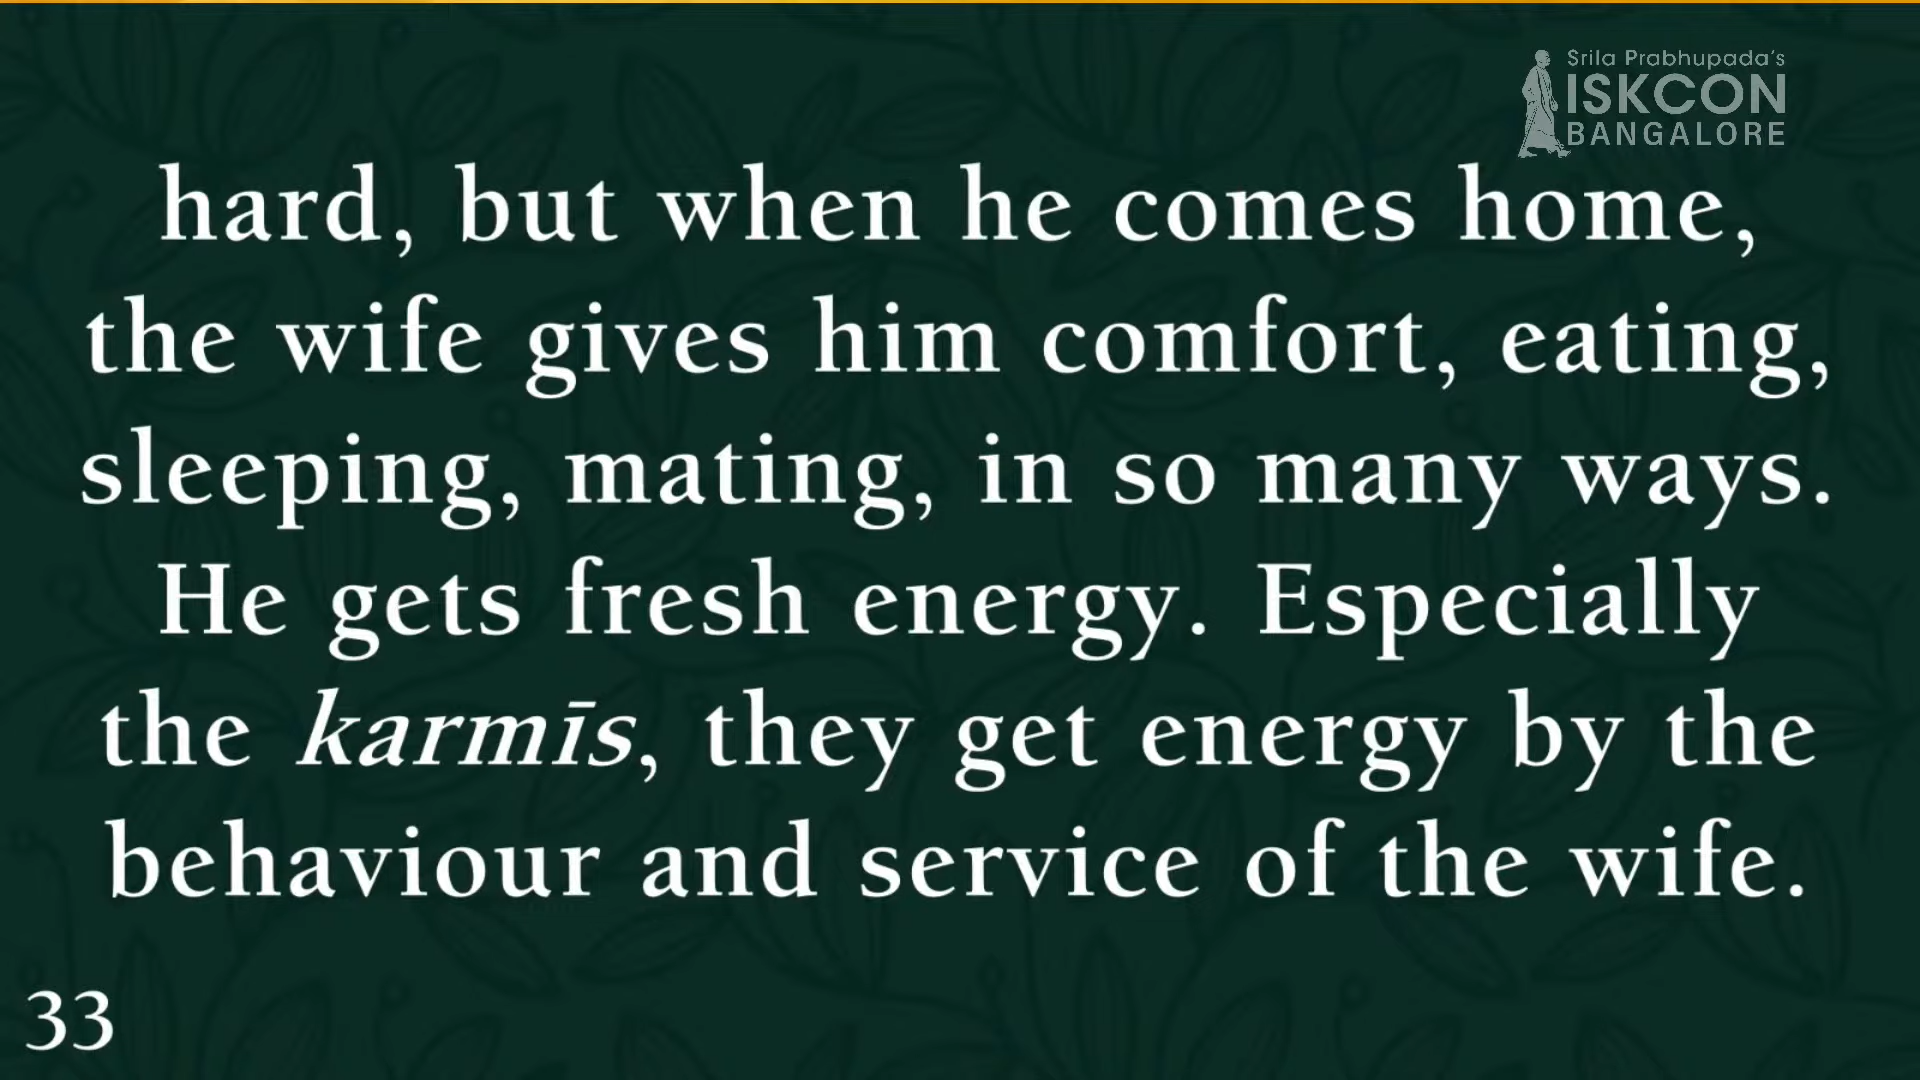 Srila Prabhupada's
ISKCON
BANGALORE
hard, but when he comes home,
the wife gives him comfort, eating,
sleeping, mating, in so many ways.
He gets fresh energy. Especially
the karmīs, they get energy by the
behaviour and service of the wife.
33